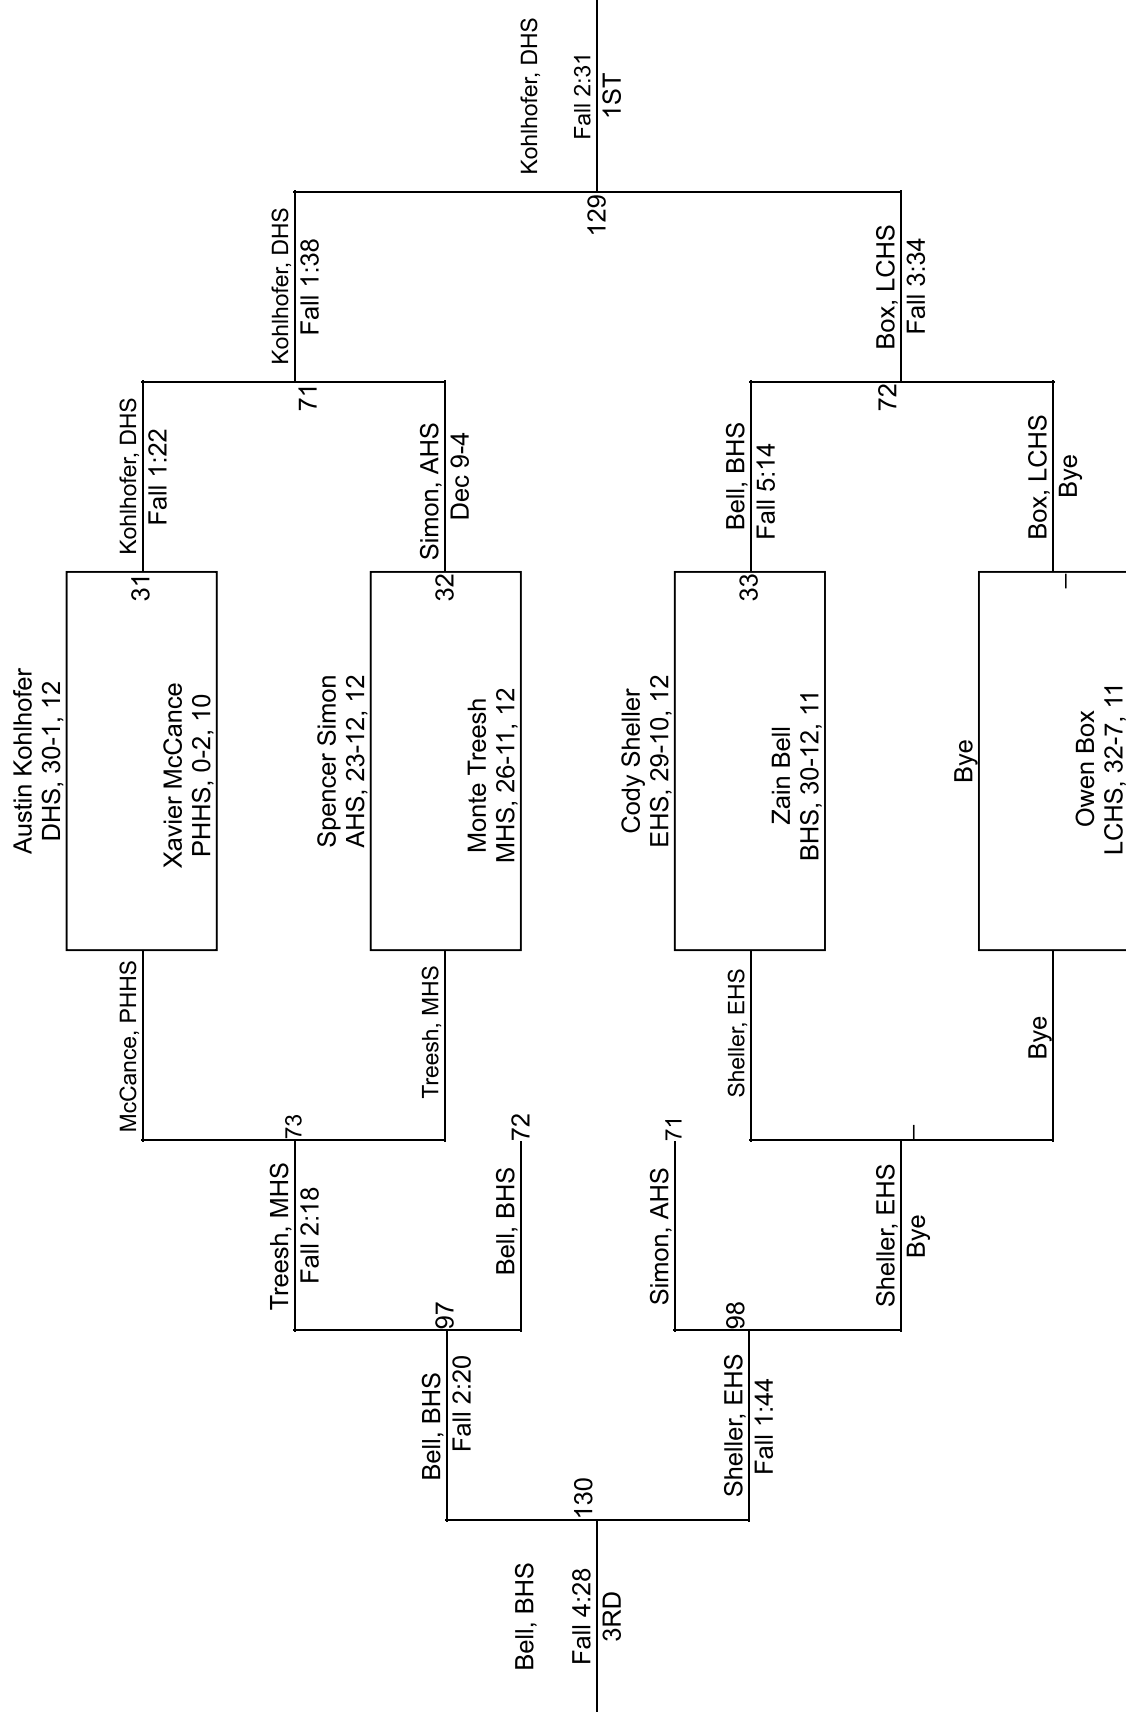 Austin Kohlhofer
DHS, 30-1, 12
Xavier McCance
PHHS, 0-2, 10
31
Kohlhofer, DHS
Fall 1:22
Spencer Simon
AHS, 23-12, 12
Monte Treesh
MHS, 26-11, 12
32
Simon, AHS
Dec 9-4
71
Kohlhofer, DHS
Fall 1:38
Cody Sheller
EHS, 29-10, 12
Zain Bell
BHS, 30-12, 11
33
Bell, BHS
Fall 5:14
Bye
Owen Box
LCHS, 32-7, 11
_
Box, LCHS
Bye
72
Box, LCHS
Fall 3:34
129
Kohlhofer, DHS
Fall 2:31
1ST
McCance, PHHS
Treesh, MHS
73
Treesh, MHS
Fall 2:18
Bell, BHS
72
97
Bell, BHS
Fall 2:20
Simon, AHS
71
Sheller, EHS
Bye
_
Sheller, EHS
Bye
98
Sheller, EHS
Fall 1:44
130
Bell, BHS
Fall 4:28
3RD